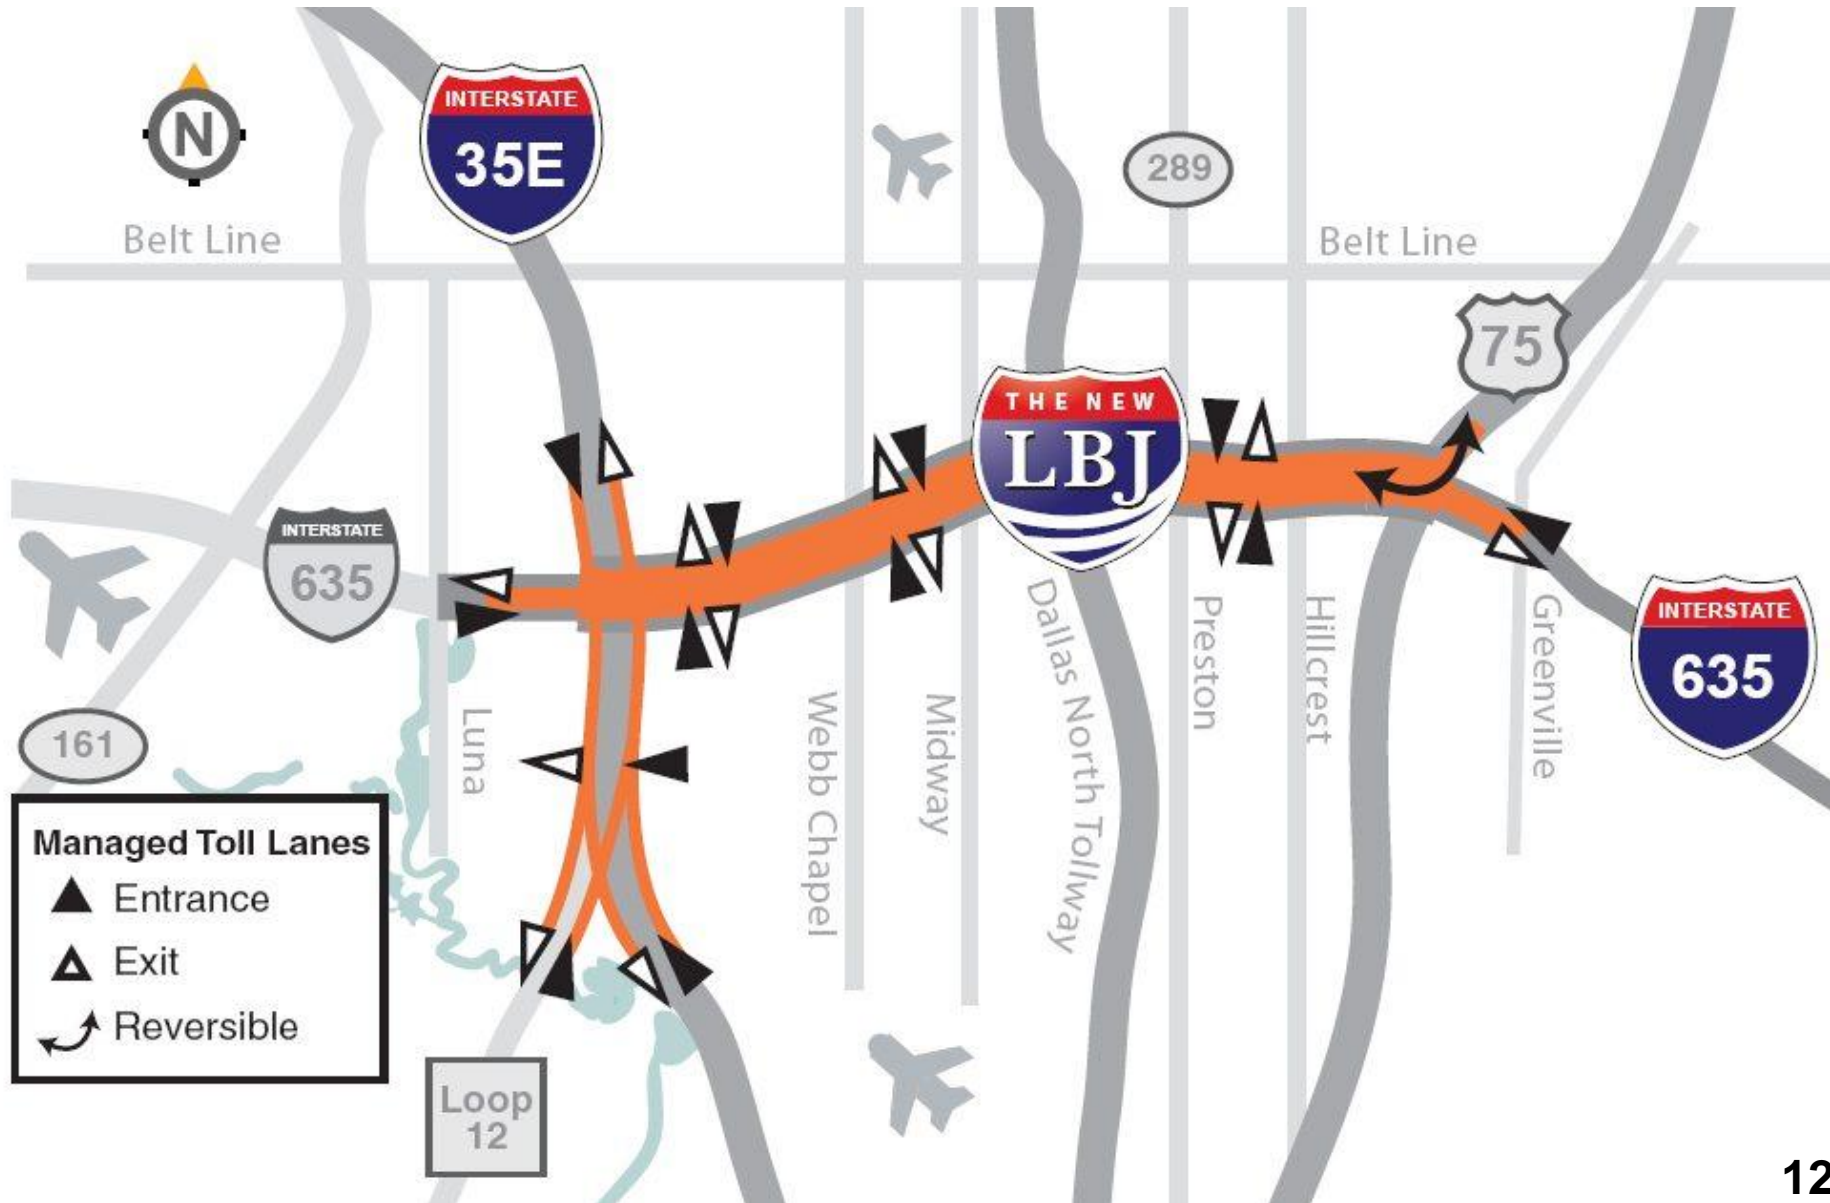 INTERSTATE
35E
N
289
Belt Line
Belt Line
75
THE NEW
LBJ
INTERSTATE
635
INTERSTATE
635
Dallas North Tollway
Preston
Hillcrest
Greenville
Webb Chapel
Midway
Luna
161
Managed Toll Lanes
Entrance
Exit
Reversible
Loop
12
12